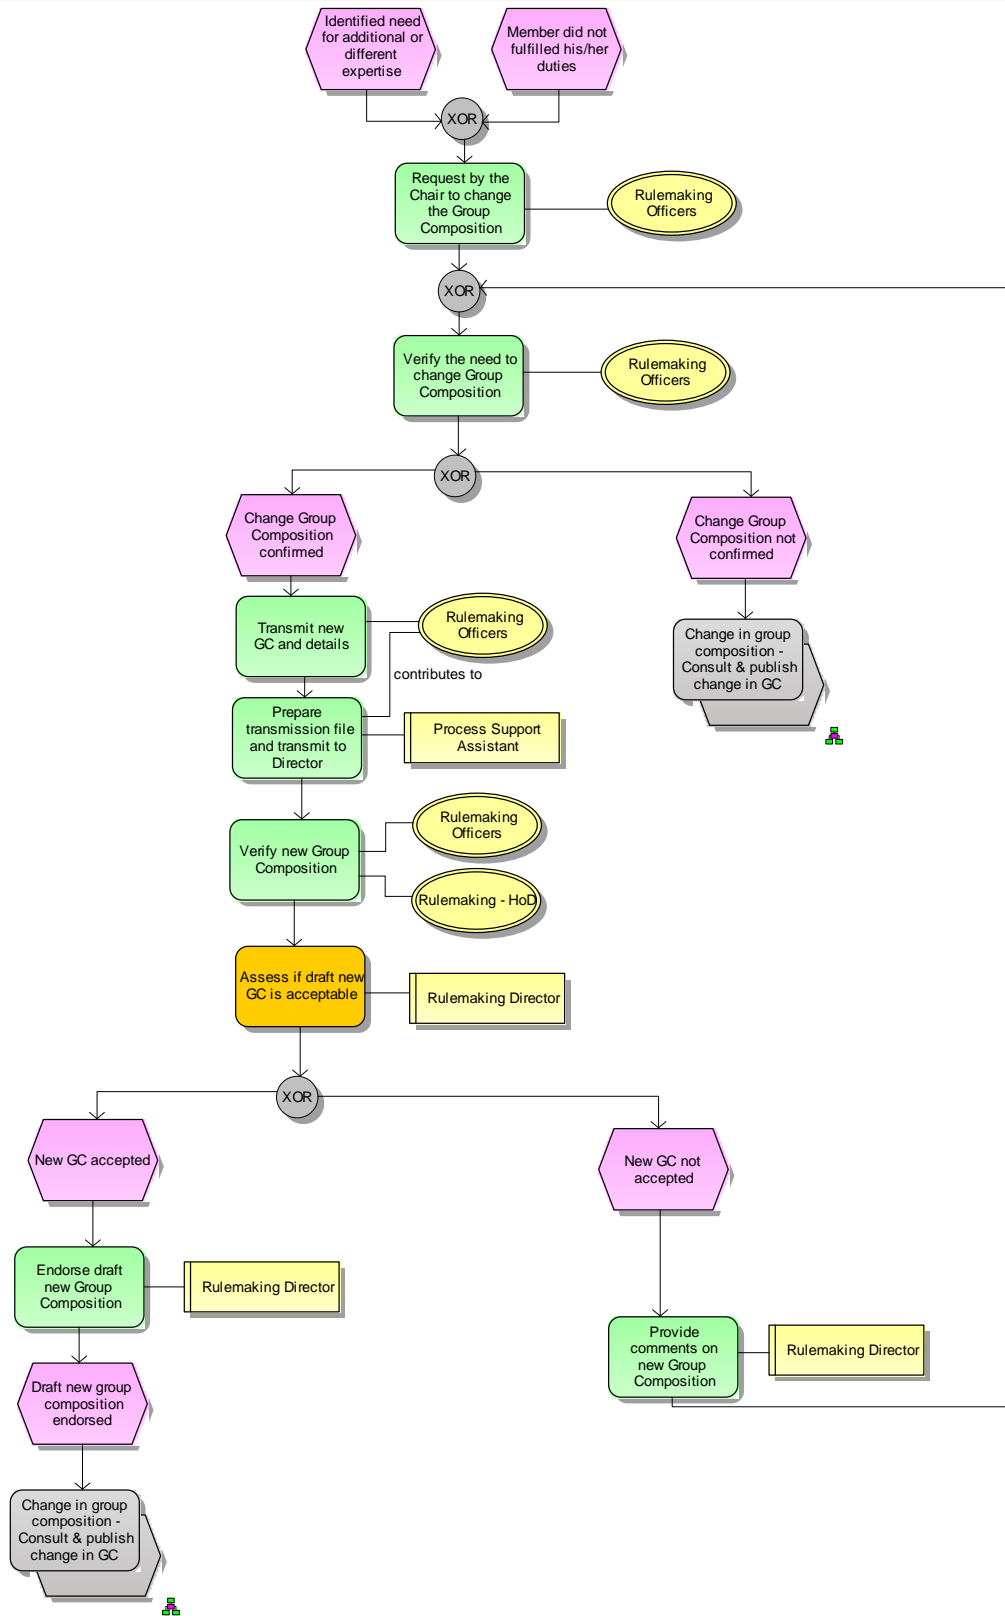 Identified need
for additional or
different
expertise
Member did not
fulfilled his/her
duties
XOR
Request by the
Chair to change
the Group
Composition
Rulemaking
Officers
XOR
Verify the need to
change Group
Composition
Rulemaking
Officers
XOR
Change Group
Composition
confirmed
Change Group
Composition not
confirmed
Transmit new
GC and details
Rulemaking
Officers
Change in group
composition -
Consult & publish
change in GC
contributes to
Prepare
transmission file
and transmit to
Director
Process Support
Assistant
Verify new Group
Composition
Rulemaking
Officers
Rulemaking - HoD
Assess if draft new
GC is acceptable
Rulemaking Director
XOR
New GC accepted
New GC not
accepted
Endorse draft
new Group
Composition
Rulemaking Director
Provide
comments on
new Group
Composition
Rulemaking Director
Draft new group
composition
endorsed
Change in group
composition -
Consult & publish
change in GC